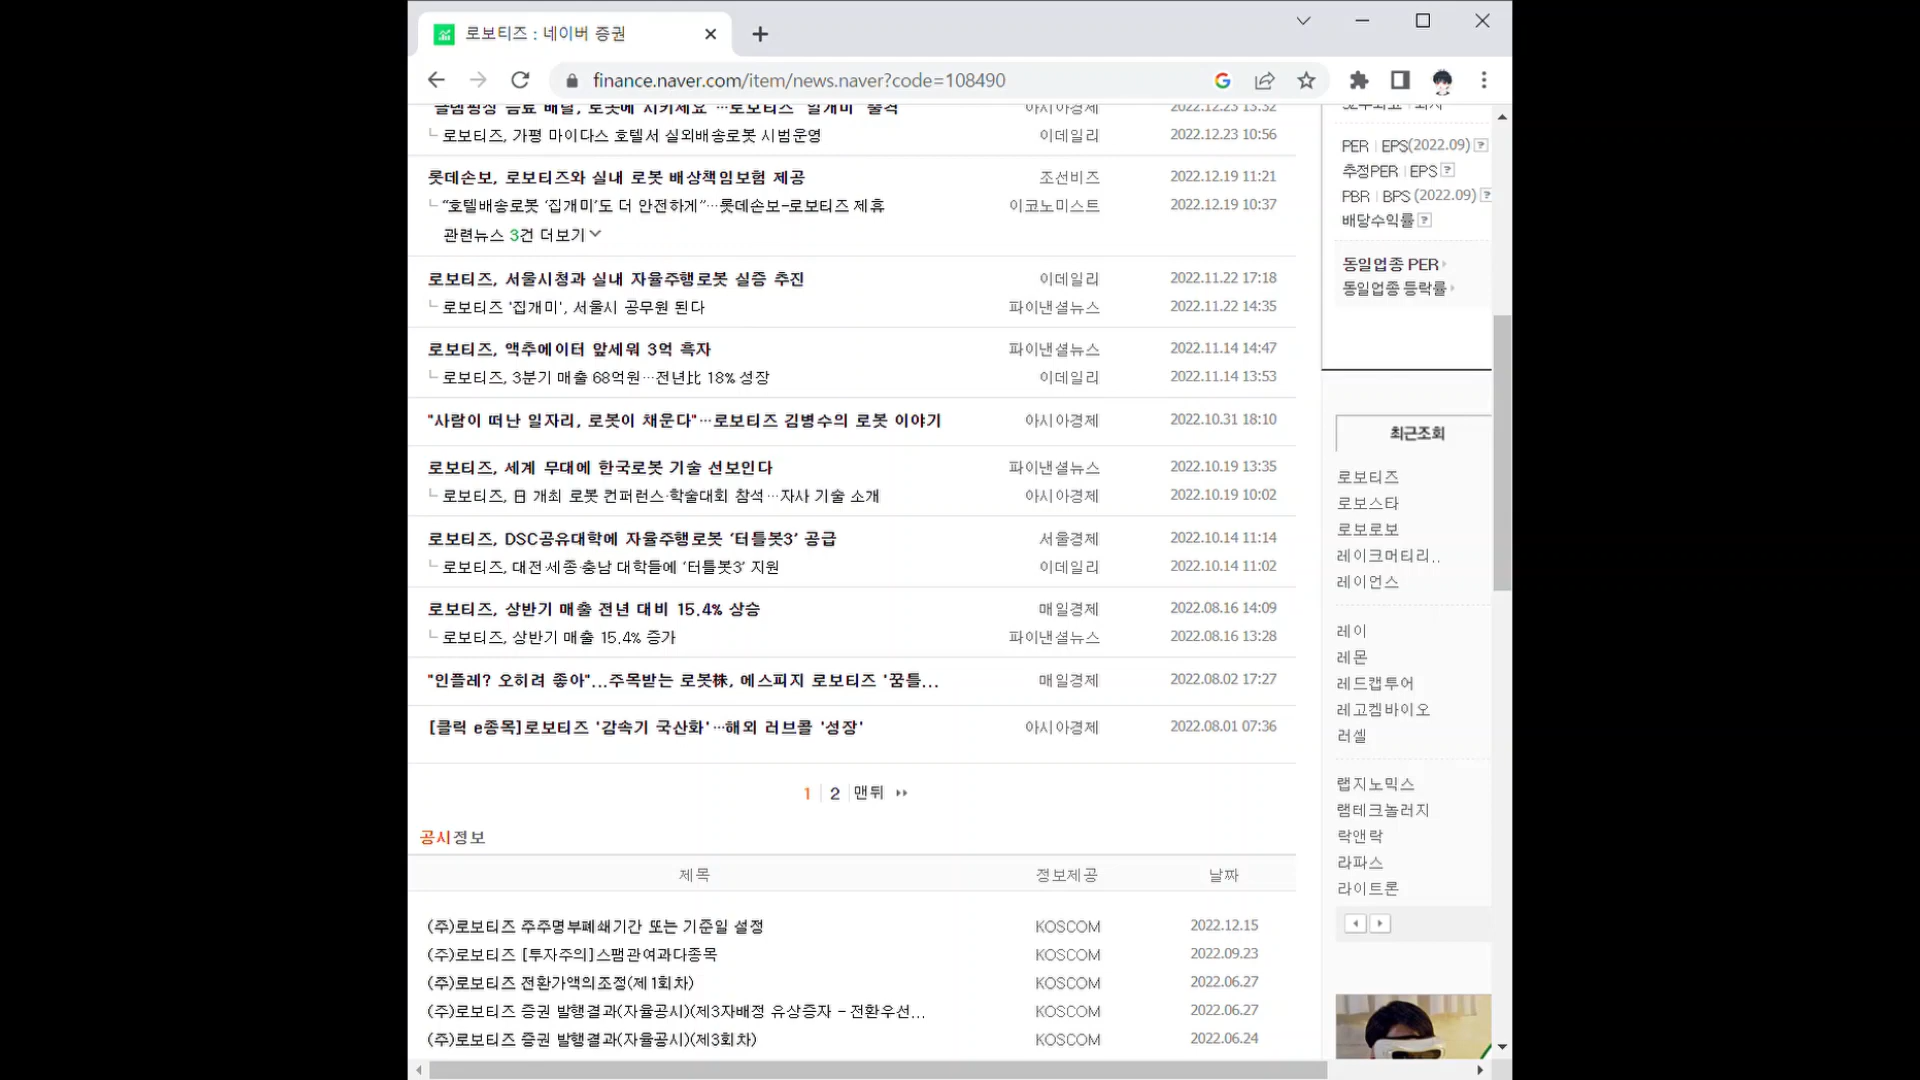 로보티즈 : 네이버 증권
finance.naver.com/item/news.naver?code=108490
"글램핑장 음료 배달, 로봇에 시키세요"…로보티즈 '일개미' 출격 아시아경제 2022.12.23 13:32
로보티즈, 가평 마이다스 호텔서 실외배송로봇 시범운영 이데일리 2022.12.23 10:56
롯데손보, 로보티즈와 실내 로봇 배상책임보험 제공 조선비즈 2022.12.19 11:21
“호텔배송로봇 ‘집개미’도 더 안전하게”…롯데손보-로보티즈 제휴 이코노미스트 2022.12.19 10:37
관련뉴스 3건 더보기
로보티즈, 서울시청과 실내 자율주행로봇 실증 추진 이데일리 2022.11.22 17:18
로보티즈 '집개미', 서울시 공무원 된다 파이낸셜뉴스 2022.11.22 14:35
로보티즈, 액추에이터 앞세워 3억 흑자 파이낸셜뉴스 2022.11.14 14:47
로보티즈, 3분기 매출 68억원…전년比 18% 성장 이데일리 2022.11.14 13:53
"사람이 떠난 일자리, 로봇이 채운다"…로보티즈 김병수의 로봇 이야기 아시아경제 2022.10.31 18:10
로보티즈, 세계 무대에 한국로봇 기술 선보인다 파이낸셜뉴스 2022.10.19 13:35
로보티즈, 日 개최 로봇 컨퍼런스·학술대회 참석…자사 기술 소개 아시아경제 2022.10.19 10:02
로보티즈, DSC공유대학에 자율주행로봇 ‘터틀봇3’ 공급 서울경제 2022.10.14 11:14
로보티즈, 대전·세종·충남 대학들에 ‘터틀봇3’ 지원 이데일리 2022.10.14 11:02
로보티즈, 상반기 매출 전년 대비 15.4% 상승 매일경제 2022.08.16 14:09
로보티즈, 상반기 매출 15.4% 증가 파이낸셜뉴스 2022.08.16 13:28
"인플레? 오히려 좋아"...주목받는 로봇株, 에스피지 로보티즈 '꿈틀... 매일경제 2022.08.02 17:27
[클릭 e종목]로보티즈 '감속기 국산화'…해외 러브콜 '성장' 아시아경제 2022.08.01 07:36
1 2 맨뒤
공시정보
제목 정보제공 날짜
(주)로보티즈 주주명부폐쇄기간 또는 기준일 설정 KOSCOM 2022.12.15
(주)로보티즈 [투자주의]스팸관여과다종목 KOSCOM 2022.09.23
(주)로보티즈 전환가액의조정(제1회차) KOSCOM 2022.06.27
(주)로보티즈 증권 발행결과(자율공시)(제3자배정 유상증자 - 전환우선... KOSCOM 2022.06.27
(주)로보티즈 증권 발행결과(자율공시)(제3회차) KOSCOM 2022.06.24
PER | EPS(2022.09) ?
추정PER | EPS ?
PBR | BPS (2022.09) ?
배당수익률 ?
동일업종 PER
동일업종 등락률
최근조회
로보티즈
로보스타
로보로보
레이크머티리..
레이언스
레이
레몬
레드캡투어
레고켐바이오
러셀
랩지노믹스
램테크놀러지
락앤락
라파스
라이트론